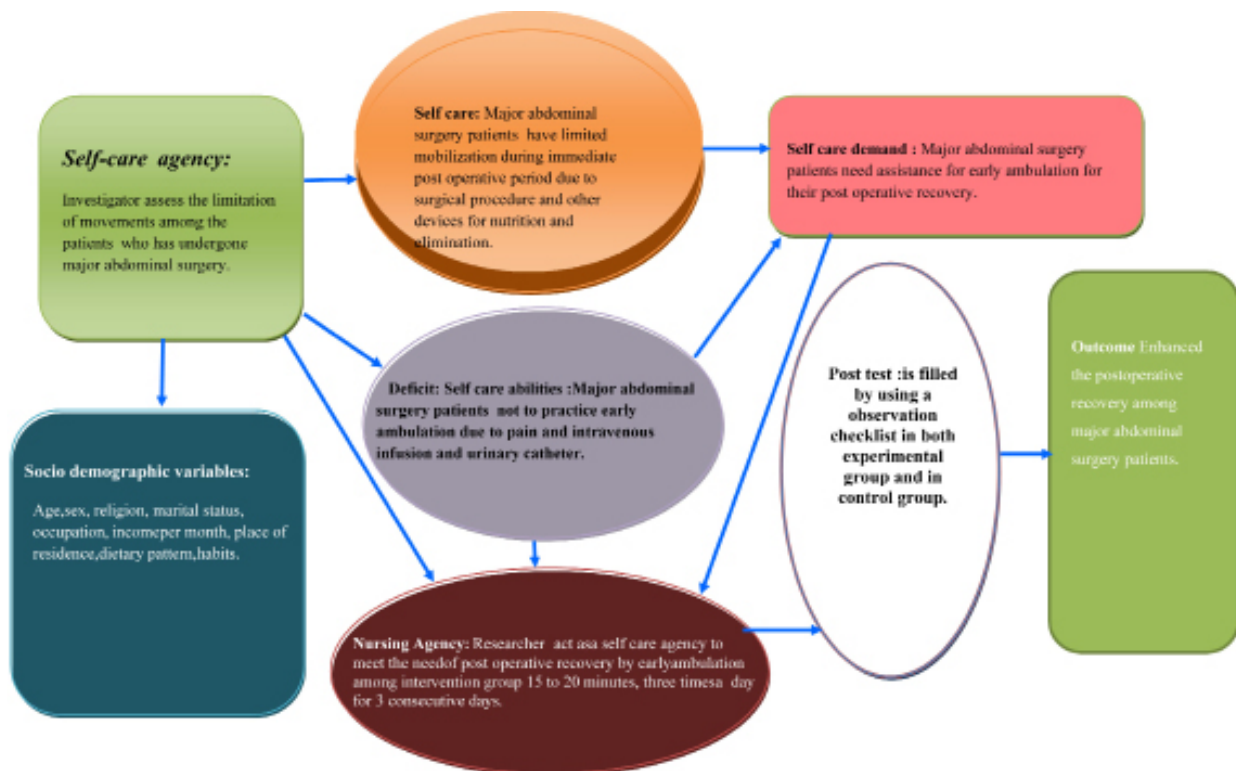 Self-care agency:
Investigator assess the limitation
of movements among the
patients who has undergone
major abdominal surgery.
Self care: Major abdominal
surgery patients have limited
mobilization during immediate
post operative period due to
surgical procedure and other
devices for nutrition and
elimination.
Self care demand : Major abdominal surgery
patients need assistance for early ambulation for
their post operative recovery.
Socio demographic variables:
Age,sex, religion, marital status,
occupation, incomeper month, place of
residence,dietary pattern,habits.
Deficit: Self care abilities :Major abdominal
surgery patients not to practice early
ambulation due to pain and intravenous
infusion and urinary catheter.
Nursing Agency: Researcher act asa self care agency to
meet the needof post operative recovery by earlyambulation
among intervention group 15 to 20 minutes, three timesa day
for 3 consecutive days.
Post test :is filled
by using a
observation
checklist in both
experimental
group and in
control group.
Outcome Enhanced
the postoperative
recovery among
major abdominal
surgery patients.